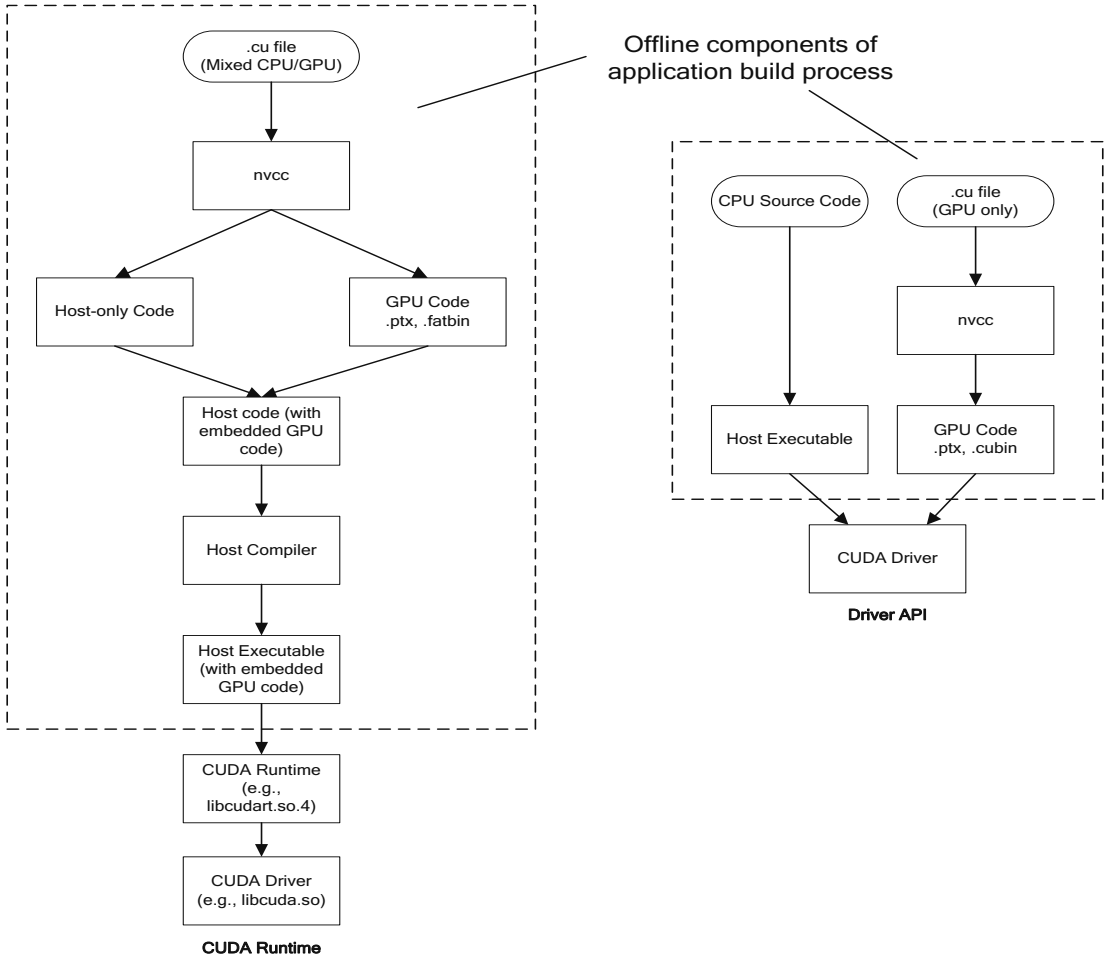 .cu file
(Mixed CPU/GPU)
nvcc
Host-only Code
GPU Code
.ptx, .fatbin
Host code (with
embedded GPU
code)
Host Compiler
Host Executable
(with embedded
GPU code)
CUDA Runtime
(e.g.,
libcudart.so.4)
CUDA Driver
(e.g., libcuda.so)
CUDA Runtime
Offline components of
application build process
CPU Source Code
.cu file
(GPU only)
nvcc
Host Executable
GPU Code
.ptx, .cubin
CUDA Driver
Driver API